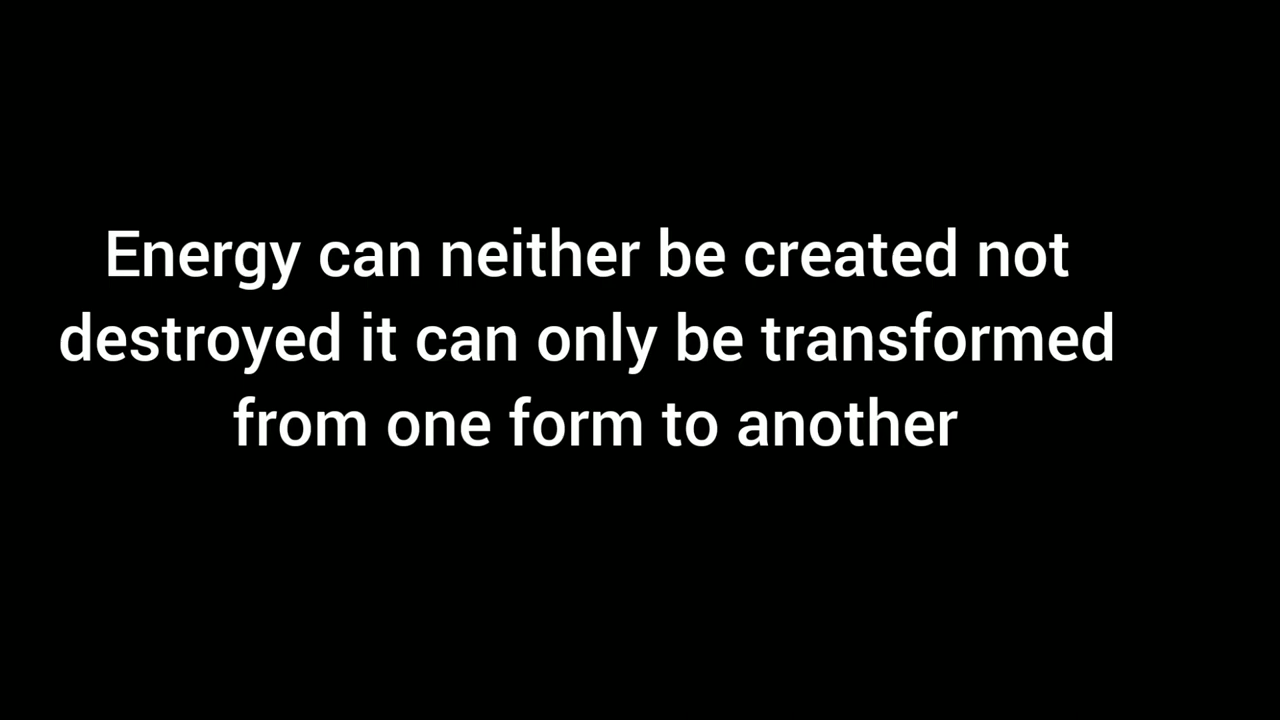 Energy can neither be created not
destroyed it can only be transformed
from one form to another